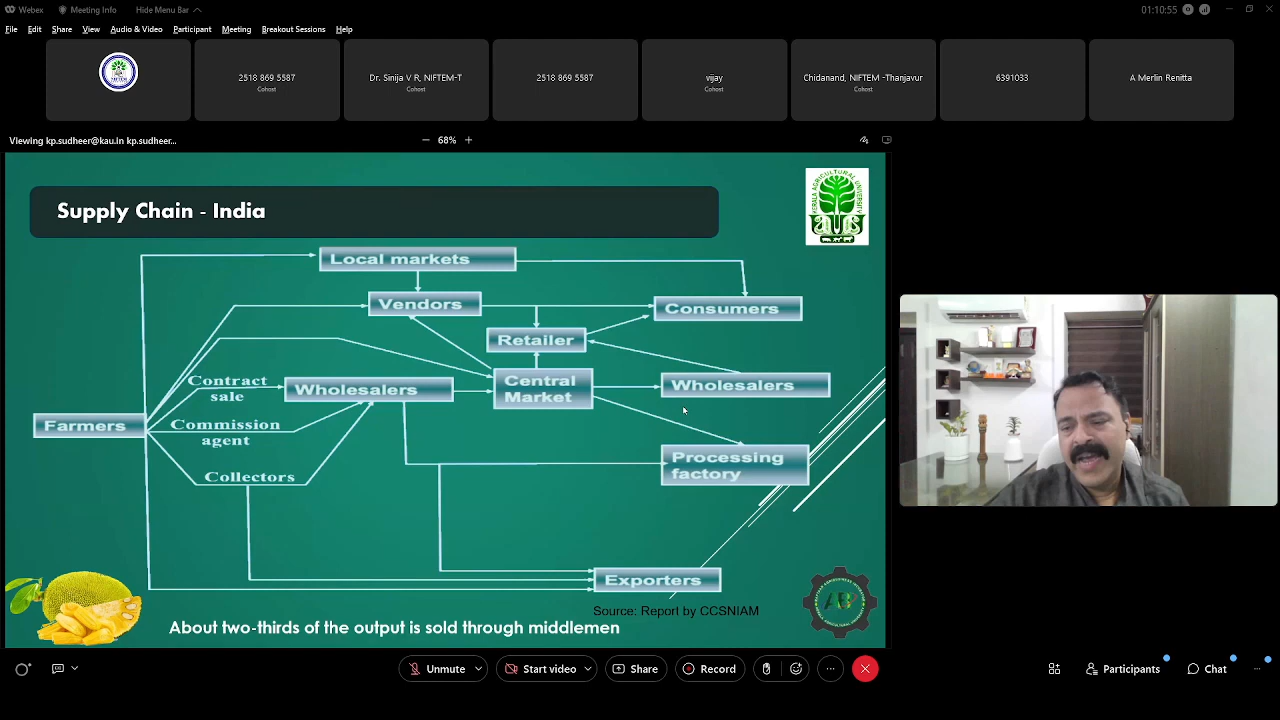 Webex
Meeting Info
Hide Menu Bar
01:10:55
File Edit Share View Audio & Video Participant Meeting Breakout Sessions Help
2518 869 5587
Cohost
Dr. Sinija V R, NIFTEM-T
Cohost
2518 869 5587
Cohost
vijay
Cohost
Chidanand, NIFTEM -Thanjavur
Cohost
6391033
A Merlin Renitta
Viewing kp.sudheer@kau.in kp.sudheer...
68%
Supply Chain - India
KERALA AGRICULTURAL UNIVERSITY
Local markets
Vendors
Consumers
Retailer
Contract
sale
Wholesalers
Central
Market
Wholesalers
Farmers
Commission
agent
Processing
factory
Collectors
Exporters
Source: Report by CCSNIAM
About two-thirds of the output is sold through middlemen
ABI
Unmute
Start video
Share
Record
Participants
Chat